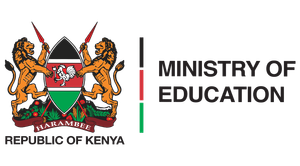 HARAMBEE
REPUBLIC OF KENYA
MINISTRY OF
EDUCATION